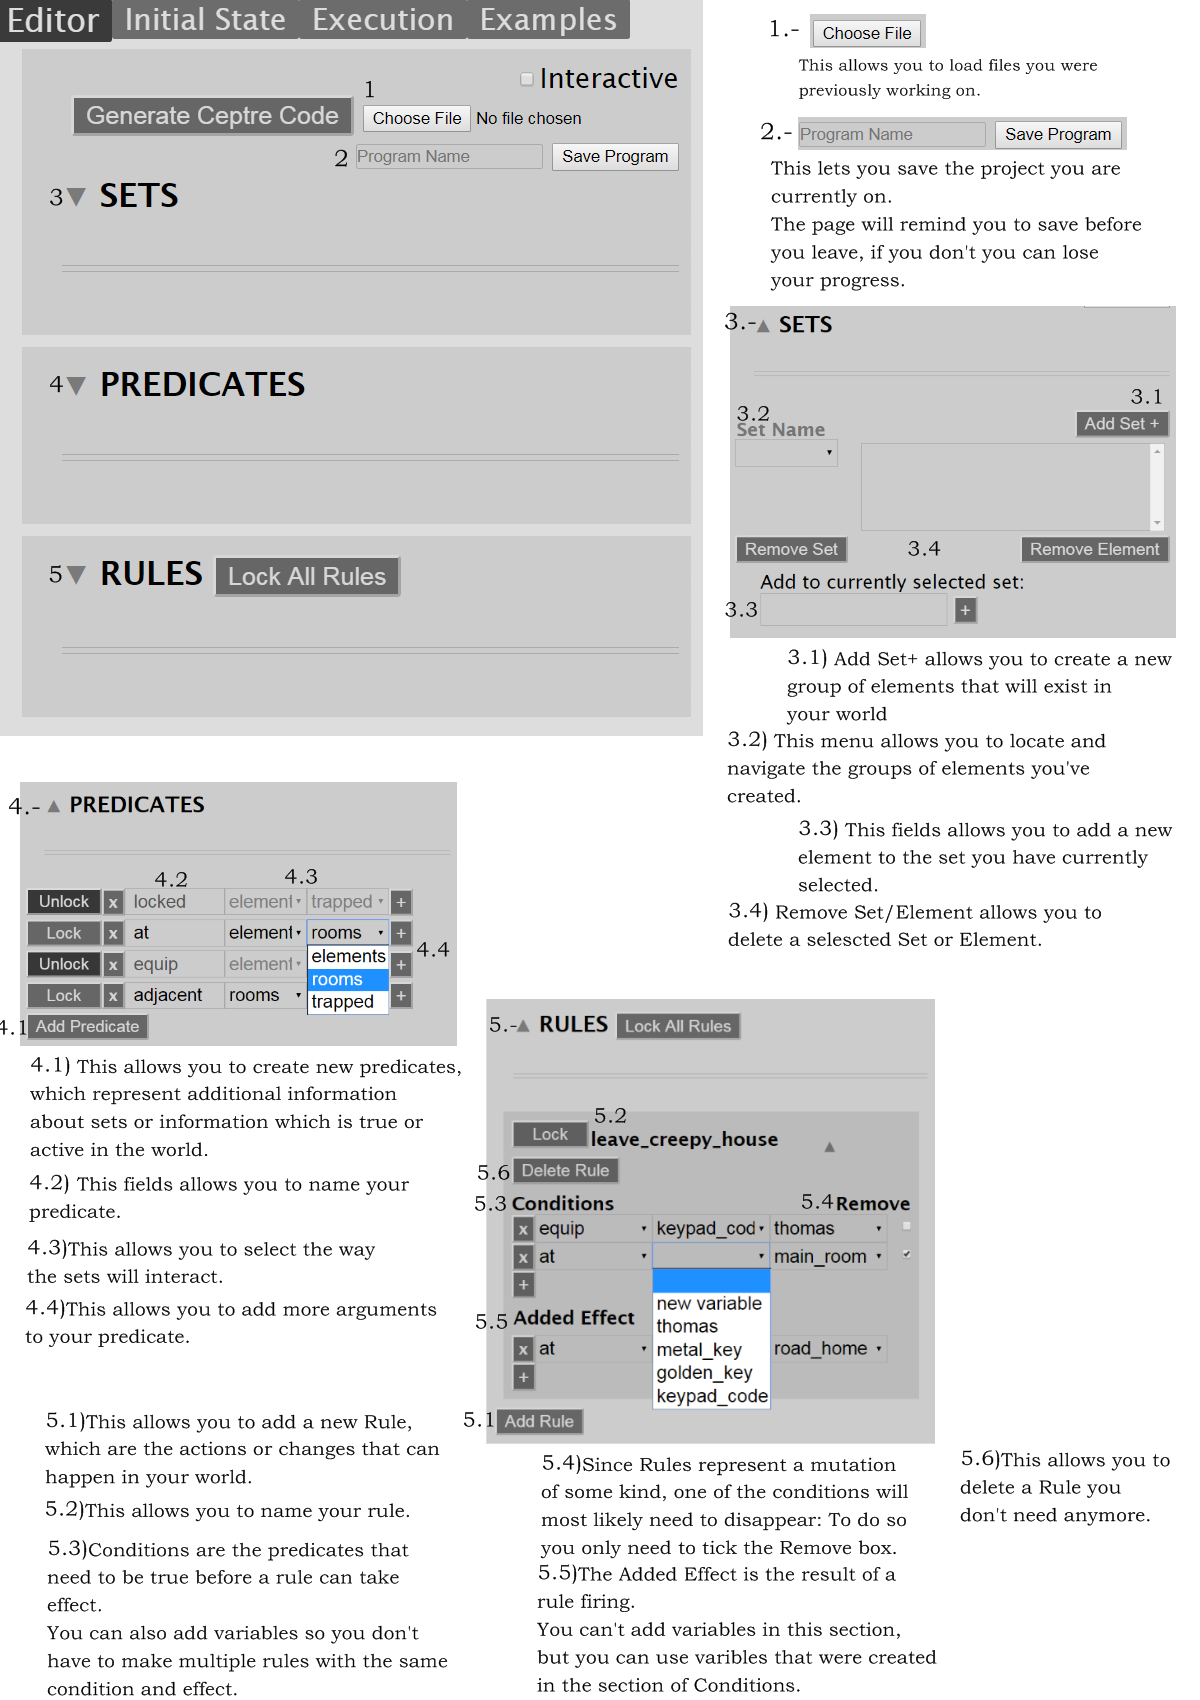 Editor Initial State Execution Examples
Interactive
1
Generate Ceptre Code Choose File No file chosen
2 Program Name Save Program
3 SETS
4 PREDICATES
5 RULES Lock All Rules
1.- Choose File
This allows you to load files you were
previously working on.
2.- Program Name Save Program
This lets you save the project you are
currently on.
The page will remind you to save before
you leave, if you don't you can lose
your progress.
3.- SETS
3.1
3.2
Set Name Add Set +
Remove Set 3.4 Remove Element
Add to currently selected set:
3.3 +
3.1) Add Set+ allows you to create a new
group of elements that will exist in
your world
3.2) This menu allows you to locate and
navigate the groups of elements you've
created.
3.3) This fields allows you to add a new
element to the set you have currently
selected.
3.4) Remove Set/Element allows you to
delete a selescted Set or Element.
4.- PREDICATES
4.2 4.3
Unlock x locked element trapped +
Lock x at element rooms +
4.4
elements
Unlock x equip element +
rooms
Lock x adjacent rooms +
trapped
4.1 Add Predicate
4.1) This allows you to create new predicates,
which represent additional information
about sets or information which is true or
active in the world.
4.2) This fields allows you to name your
predicate.
4.3)This allows you to select the way
the sets will interact.
4.4)This allows you to add more arguments
to your predicate.
5.- RULES Lock All Rules
5.2
Lock leave_creepy_house
5.6 Delete Rule
5.3 Conditions 5.4 Remove
x equip keypad_cod thomas
x at main_room
+
new variable
5.5 Added Effect thomas
x at metal_key road_home
+ golden_key
keypad_code
5.1 Add Rule
5.1)This allows you to add a new Rule,
which are the actions or changes that can
happen in your world.
5.2)This allows you to name your rule.
5.3)Conditions are the predicates that
need to be true before a rule can take
effect.
You can also add variables so you don't
have to make multiple rules with the same
condition and effect.
5.4)Since Rules represent a mutation
of some kind, one of the conditions will
most likely need to disappear: To do so
you only need to tick the Remove box.
5.5)The Added Effect is the result of a
rule firing.
You can't add variables in this section,
but you can use varibles that were created
in the section of Conditions.
5.6)This allows you to
delete a Rule you
don't need anymore.